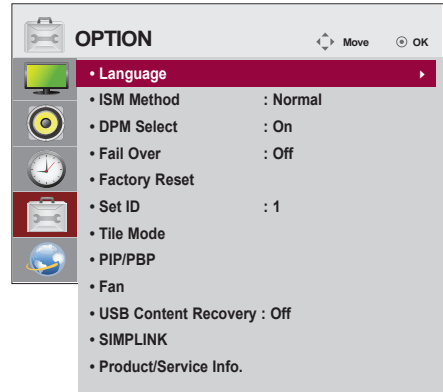 OPTION
Move
OK
• Language
• ISM Method : Normal
• DPM Select : On
• Fail Over : Off
• Factory Reset
• Set ID : 1
• Tile Mode
• PIP/PBP
• Fan
• USB Content Recovery : Off
• SIMPLINK
• Product/Service Info.